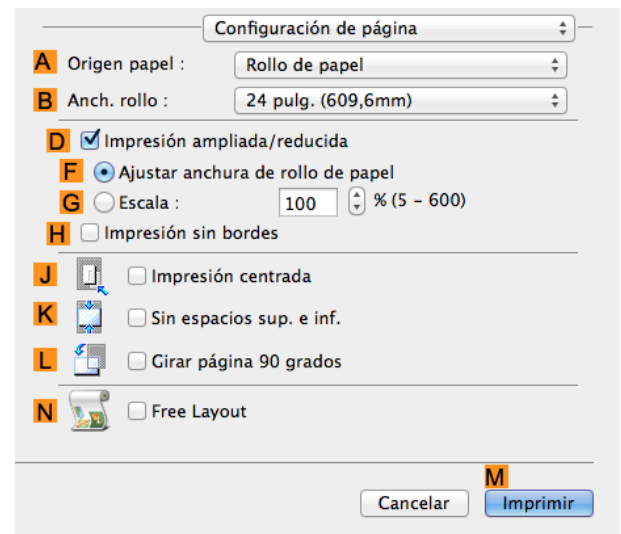 Configuración de página
A Origen papel : Rollo de papel
B Anch. rollo : 24 pulg. (609,6mm)
D Impresión ampliada/reducida
F Ajustar anchura de rollo de papel
G Escala : 100 % (5 - 600)
H Impresión sin bordes
J Impresión centrada
K Sin espacios sup. e inf.
L Girar página 90 grados
N Free Layout
M
Cancelar Imprimir